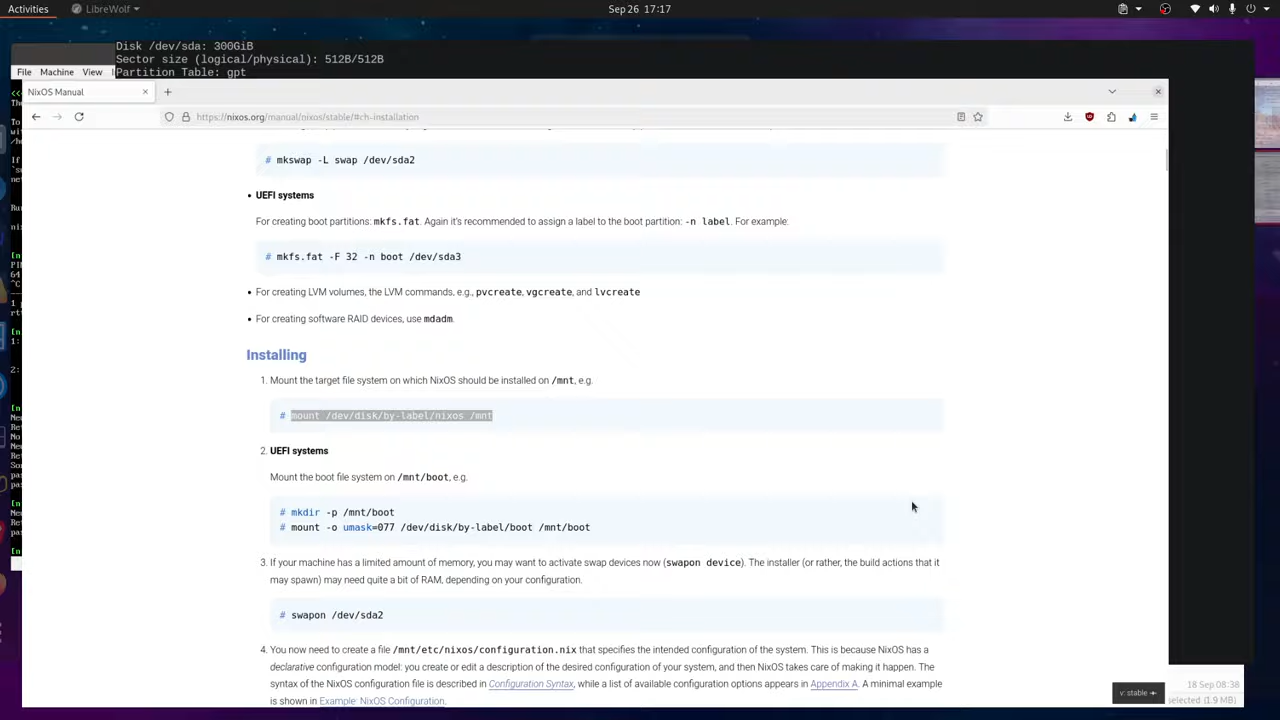 Activities
LibreWolf
Sep 26 17:17
Disk /dev/sda: 300GiB
Sector size (logical/physical): 512B/512B
File Machine View
Partition Table: gpt
NixOS Manual
https://nixos.org/manual/nixos/stable/#ch-installation
# mkswap -L swap /dev/sda2
• UEFI systems
For creating boot partitions: mkfs.fat. Again it's recommended to assign a label to the boot partition: -n label. For example:
# mkfs.fat -F 32 -n boot /dev/sda3
• For creating LVM volumes, the LVM commands, e.g., pvcreate, vgcreate, and lvcreate
• For creating software RAID devices, use mdadm.
Installing
1. Mount the target file system on which NixOS should be installed on /mnt, e.g.
# mount /dev/disk/by-label/nixos /mnt
2. UEFI systems
Mount the boot file system on /mnt/boot, e.g.
# mkdir -p /mnt/boot
# mount -o umask=077 /dev/disk/by-label/boot /mnt/boot
3. If your machine has a limited amount of memory, you may want to activate swap devices now (swapon device). The installer (or rather, the build actions that it
may spawn) may need quite a bit of RAM, depending on your configuration.
# swapon /dev/sda2
4. You now need to create a file /mnt/etc/nixos/configuration.nix that specifies the intended configuration of the system. This is because NixOS has a
declarative configuration model: you create or edit a description of the desired configuration of your system, and then NixOS takes care of making it happen. The
syntax of the NixOS configuration file is described in Configuration Syntax, while a list of available configuration options appears in Appendix A. A minimal example
is shown in Example: NixOS Configuration.
v: stable
18 Sep 08:38
selected: (1.9 MB)